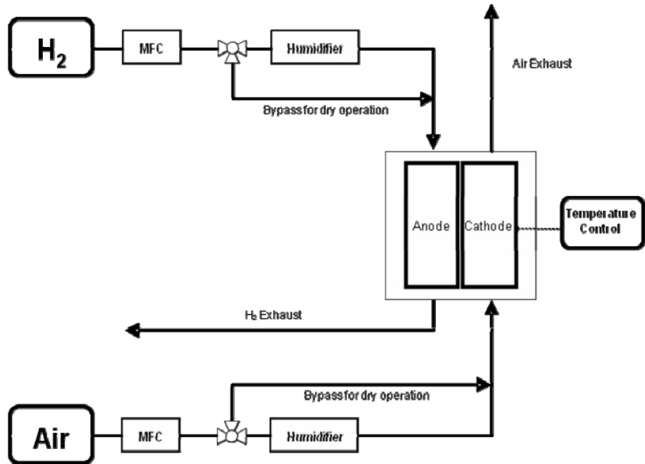 H2
MFC
Humidifier
Air Exhaust
Bypass for dry operation
Anode
Cathode
Temperature
Control
H2 Exhaust
Bypass for dry operation
Air
MFC
Humidifier